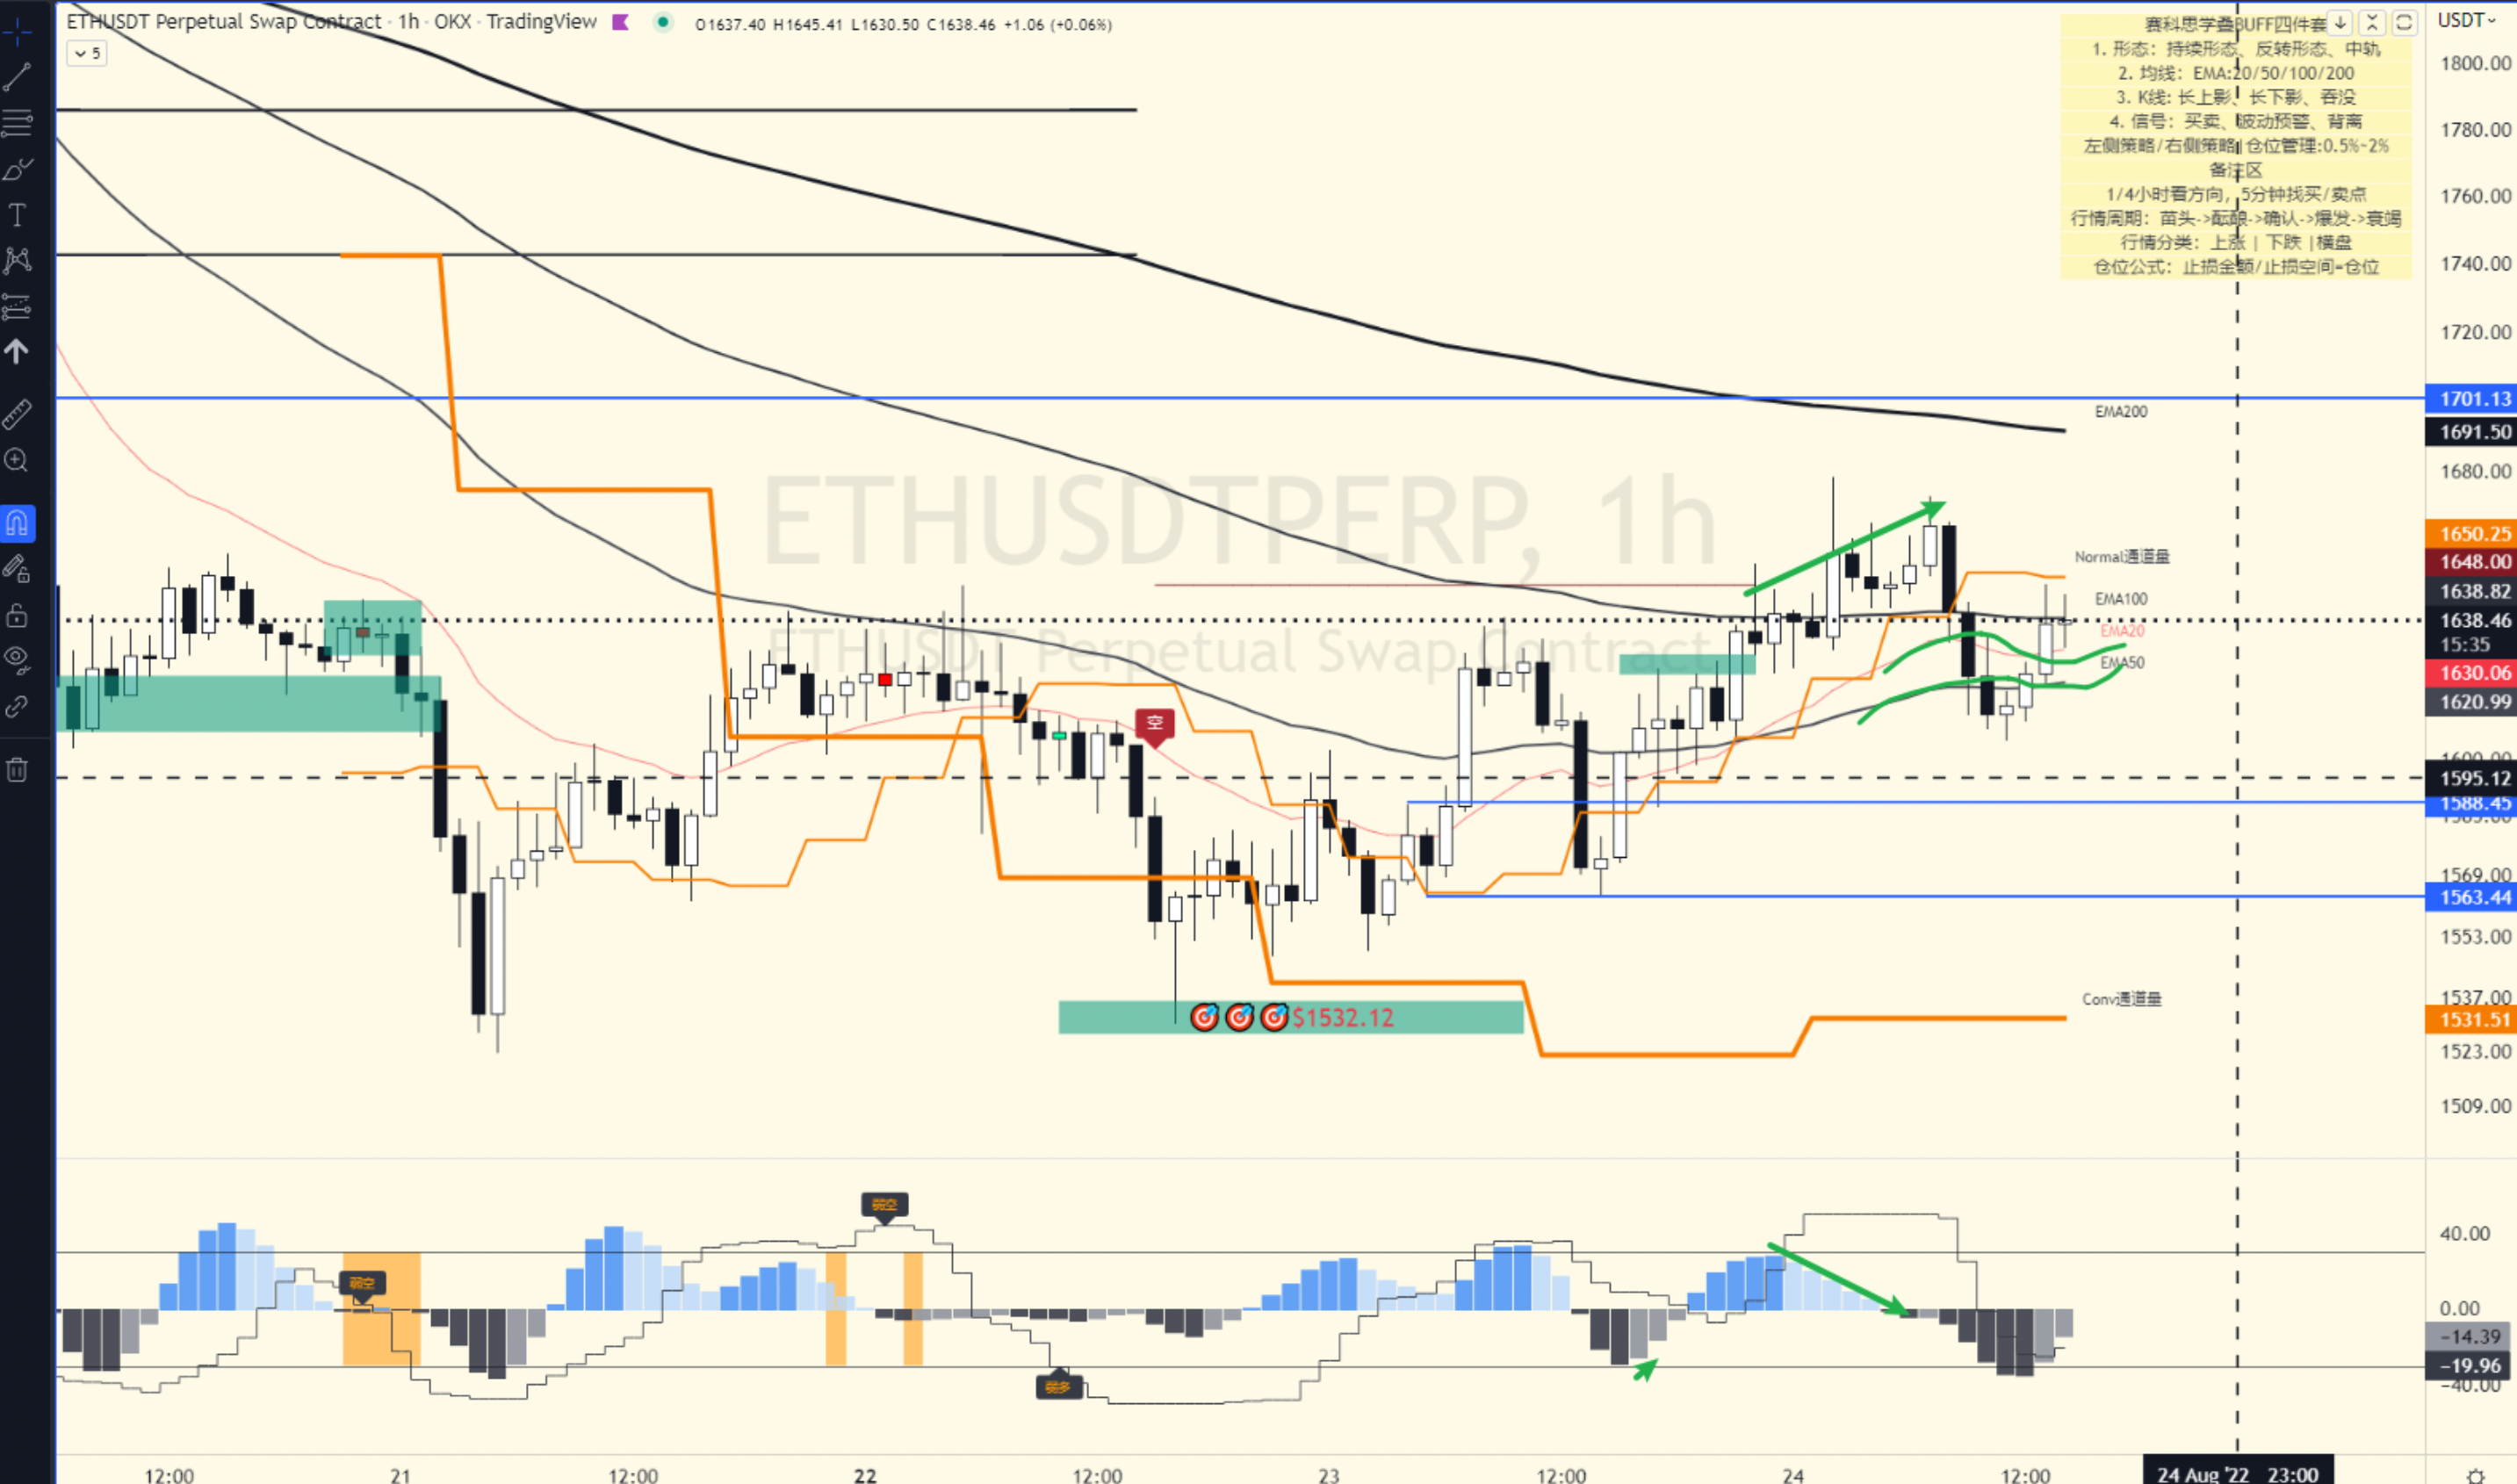 ETHUSDT Perpetual Swap Contract · 1h · OKX · TradingView
O1637.40 H1645.41 L1630.50 C1638.46 +1.06 (+0.06%)
5
USDT
赛科思学叠BUFF四件套
1. 形态：持续形态、反转形态、中轨
2. 均线：EMA:20/50/100/200
3. K线: 长上影、长下影、吞没
4. 信号：买卖、波动预警、背离
左侧策略/右侧策略|仓位管理:0.5%~2%
备注区
1/4小时看方向，5分钟找买/卖点
行情周期：苗头->酝酿->确认->爆发->衰竭
行情分类：上涨 | 下跌 |横盘
仓位公式：止损金额/止损空间=仓位
1800.00
1780.00
1760.00
1740.00
1720.00
1701.13
EMA200
1691.50
1680.00
ETHUSDTPERP, 1h
ETHUSDT Perpetual Swap Contract
1650.25
Normal通道量
1648.00
1638.82
EMA100
1638.46
15:35
EMA20
EMA50
1630.06
1620.99
空
1600.00
1595.12
1588.45
1569.00
1563.44
1553.00
1537.00
Conv通道量
$1532.12
1531.51
1523.00
1509.00
弱空
弱空
弱多
40.00
0.00
−14.39
−19.96
−40.00
12:00
21
12:00
22
12:00
23
12:00
24
12:00
24 Aug '22 23:00